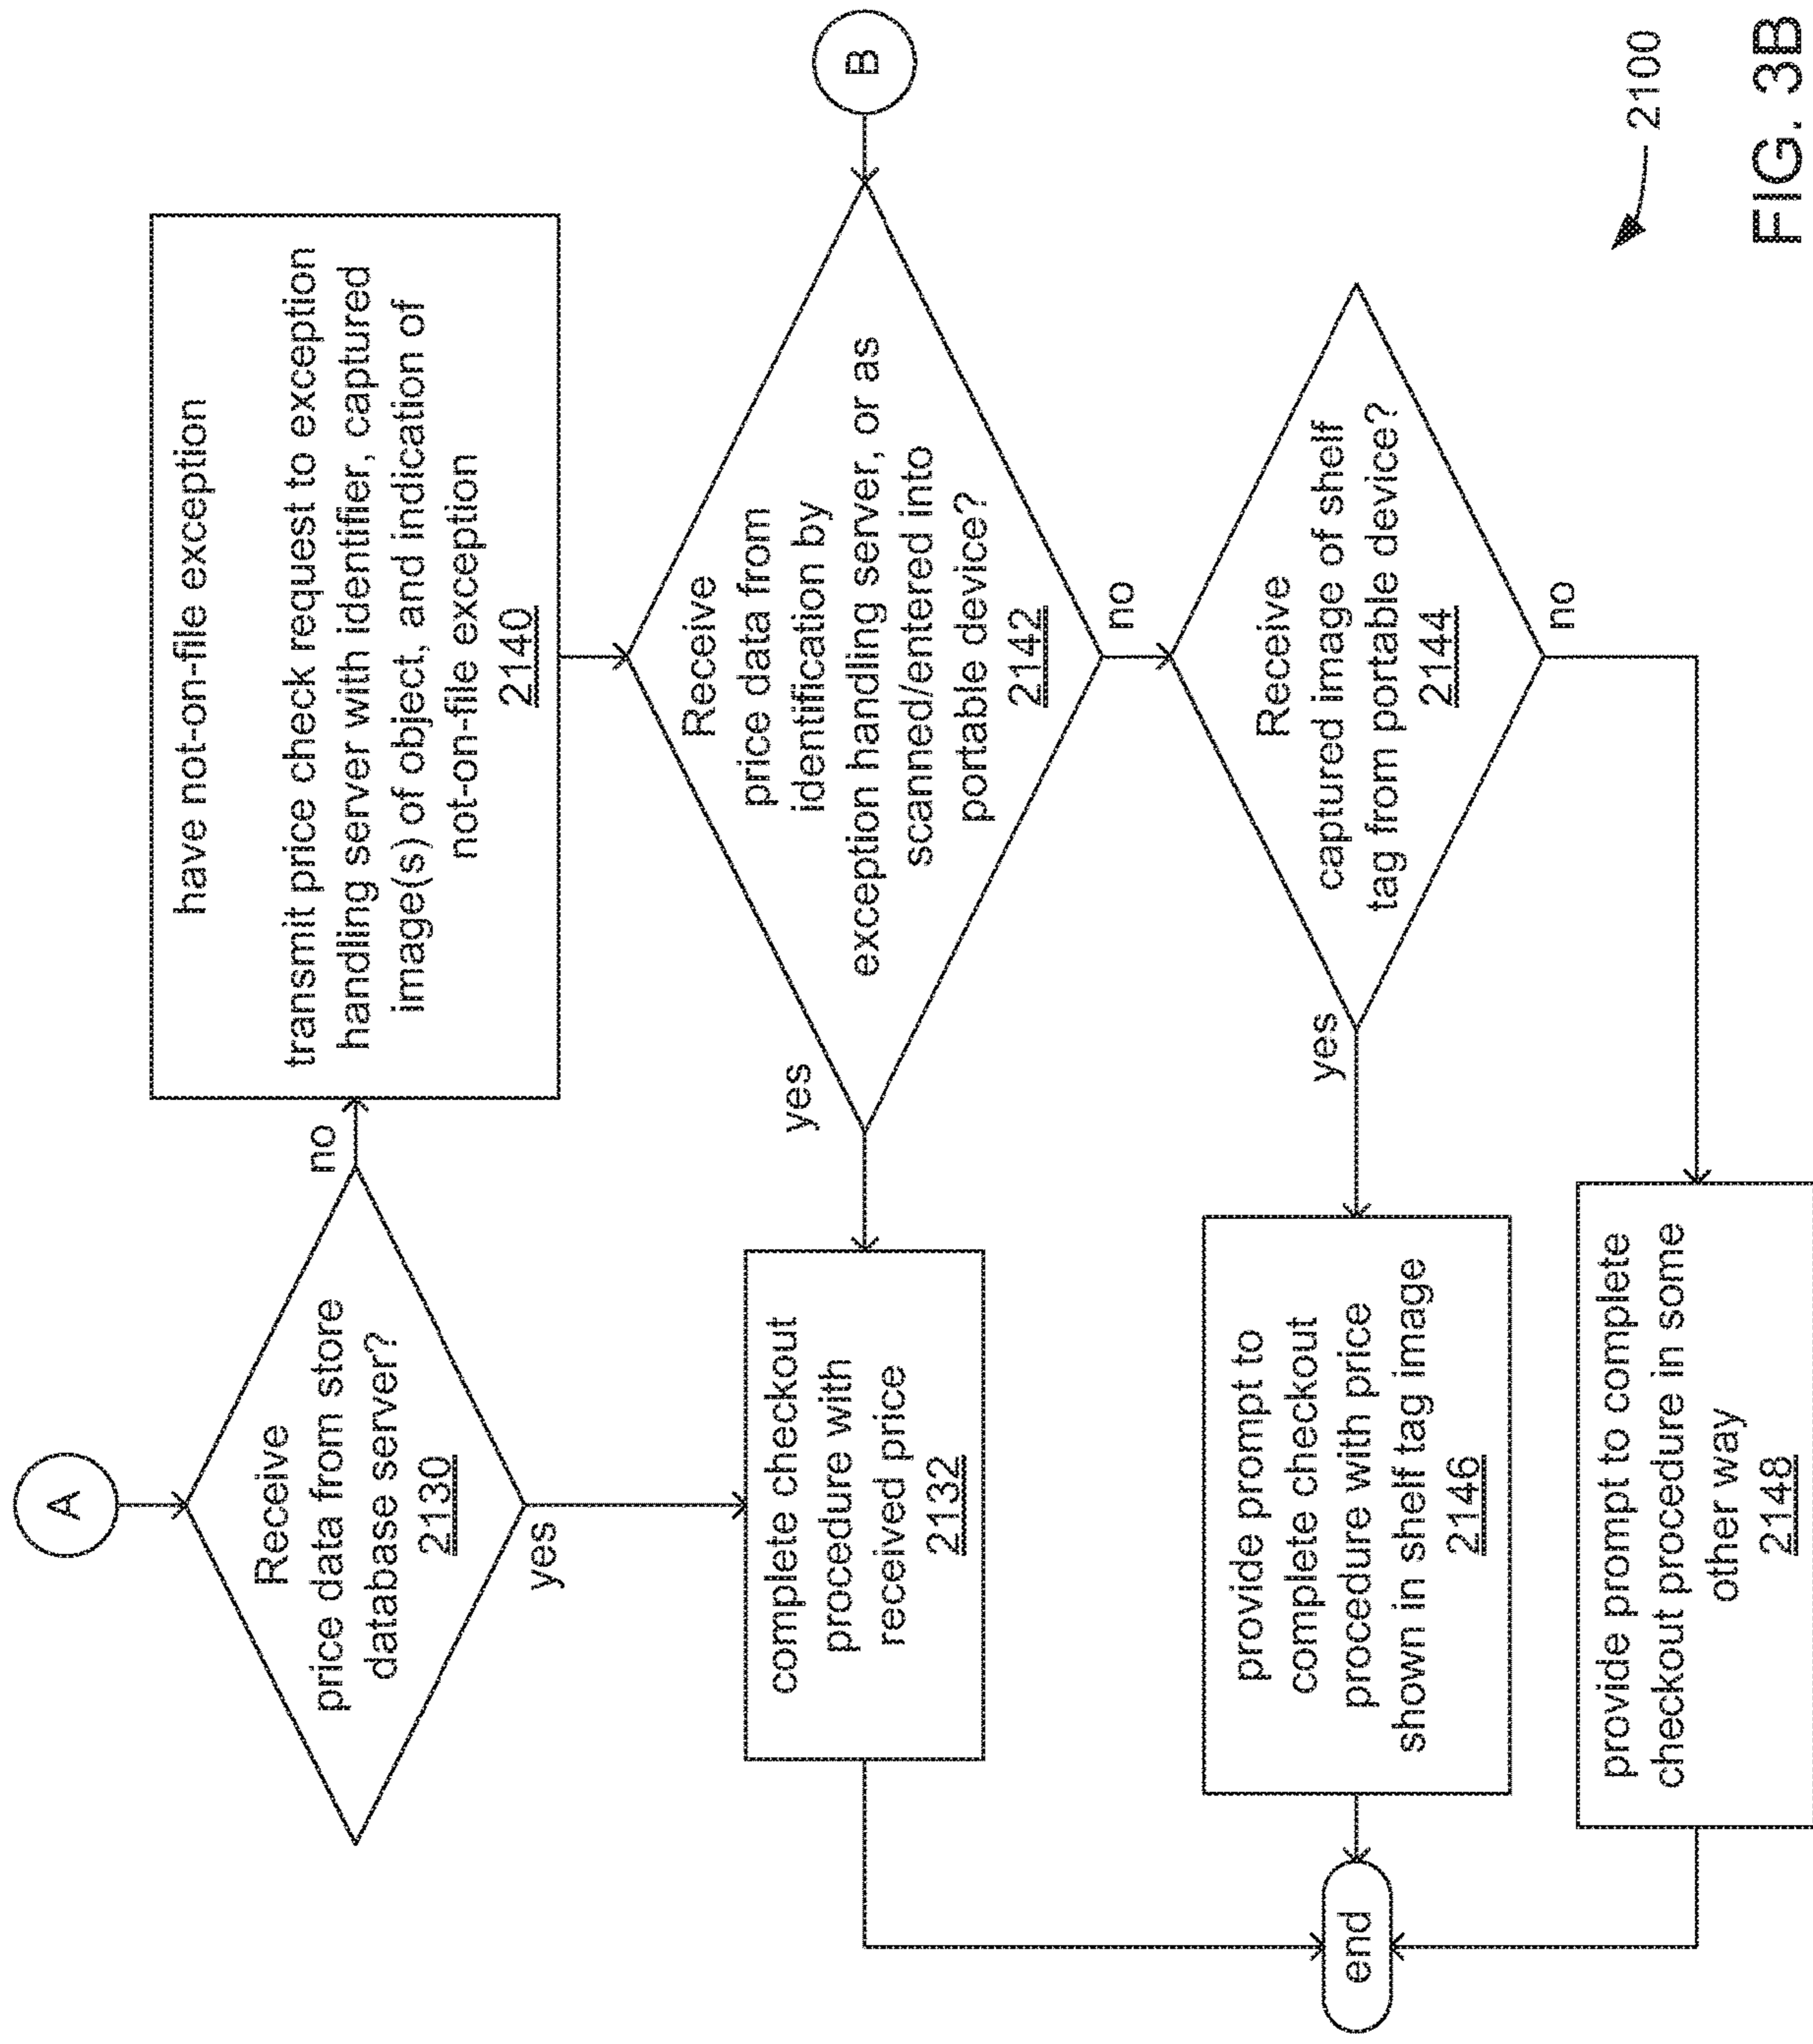 A
Receive
price data from store
database server?
2130
no
yes
have not-on-file exception
transmit price check request to exception
handling server with identifier, captured
image(s) of object, and indication of
not-on-file exception
2140
B
Receive
price data from
identification by
exception handling server, or as
scanned/entered into
portable device?
2142
yes
no
complete checkout
procedure with
received price
2132
Receive
captured image of shelf
tag from portable device?
2144
yes
no
provide prompt to
complete checkout
procedure with price
shown in shelf tag image
2146
provide prompt to complete
checkout procedure in some
other way
2148
end
2100
FIG. 3B